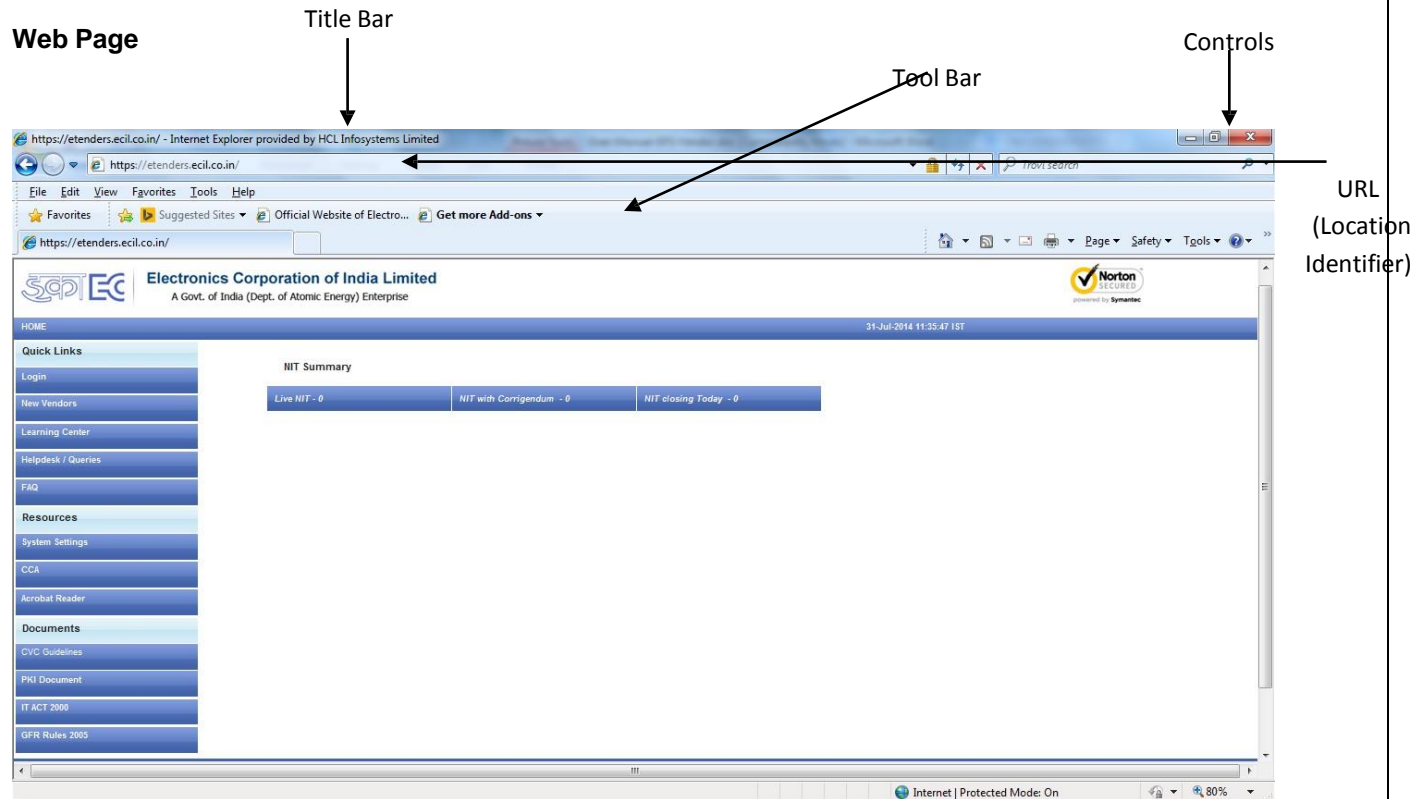 Title Bar
Web Page
Controls
Tool Bar
https://etenders.ecil.co.in/ - Internet Explorer provided by HCL Infosystems Limited
https://etenders.ecil.co.in/
Trovi search
URL
(Location
Identifier)
File Edit View Favorites Tools Help
Favorites Suggested Sites Official Website of Electro... Get more Add-ons
https://etenders.ecil.co.in/ Page Safety Tools
इकाप EC Electronics Corporation of India Limited
A Govt. of India (Dept. of Atomic Energy) Enterprise
Norton
SECURED
powered by Symantec
HOME 31-Jul-2014 11:35:47 IST
Quick Links
NIT Summary
Login
Live NIT - 0 NIT with Corrigendum - 0 NIT closing Today - 0
New Vendors
Learning Center
Helpdesk / Queries
FAQ
Resources
System Settings
CCA
Acrobat Reader
Documents
CVC Guidelines
PKI Document
IT ACT 2000
GFR Rules 2005
Internet | Protected Mode: On 80%